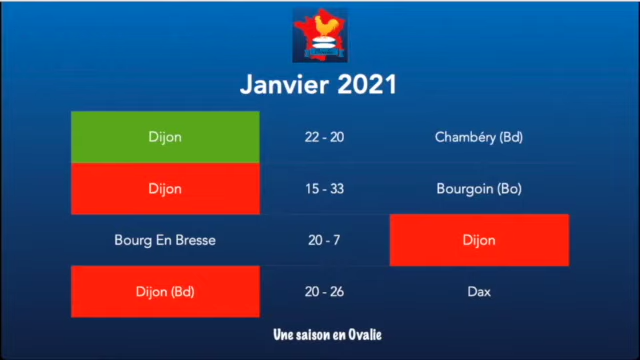 Janvier 2021
Dijon 22 - 20 Chambéry (Bd)
Dijon 15 - 33 Bourgoin (Bo)
Bourg En Bresse 20 - 7 Dijon
Dijon (Bd) 20 - 26 Dax
Une saison en Ovalie